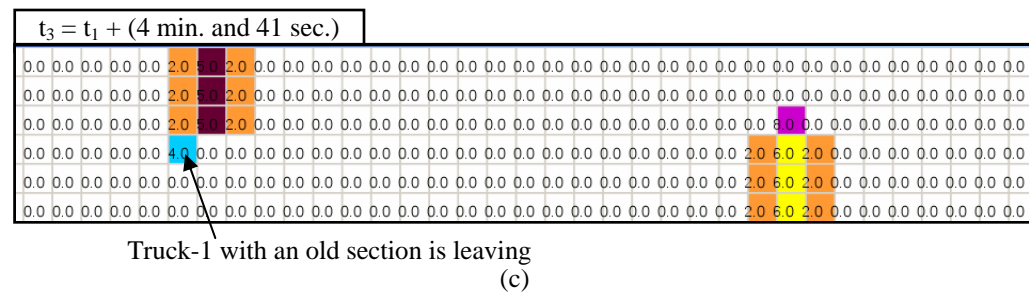 t₃ = t₁ + (4 min. and 41 sec.)
0.0 0.0 0.0 0.0 0.0 2.0 5.0 2.0 0.0 0.0 0.0 0.0 0.0 0.0 0.0 0.0 0.0 0.0 0.0 0.0 0.0 0.0 0.0 0.0 0.0 0.0 0.0 0.0 0.0 0.0 0.0 0.0 0.0 0.0 0.0
0.0 0.0 0.0 0.0 0.0 2.0 5.0 2.0 0.0 0.0 0.0 0.0 0.0 0.0 0.0 0.0 0.0 0.0 0.0 0.0 0.0 0.0 0.0 0.0 0.0 0.0 0.0 0.0 0.0 0.0 0.0 0.0 0.0 0.0 0.0
0.0 0.0 0.0 0.0 0.0 2.0 5.0 2.0 0.0 0.0 0.0 0.0 0.0 0.0 0.0 0.0 0.0 0.0 0.0 0.0 0.0 0.0 0.0 0.0 0.0 0.0 8.0 0.0 0.0 0.0 0.0 0.0 0.0 0.0 0.0
0.0 0.0 0.0 0.0 0.0 4.0 0.0 0.0 0.0 0.0 0.0 0.0 0.0 0.0 0.0 0.0 0.0 0.0 0.0 0.0 0.0 0.0 0.0 0.0 0.0 2.0 6.0 2.0 0.0 0.0 0.0 0.0 0.0 0.0 0.0
0.0 0.0 0.0 0.0 0.0 0.0 0.0 0.0 0.0 0.0 0.0 0.0 0.0 0.0 0.0 0.0 0.0 0.0 0.0 0.0 0.0 0.0 0.0 0.0 0.0 2.0 6.0 2.0 0.0 0.0 0.0 0.0 0.0 0.0 0.0
0.0 0.0 0.0 0.0 0.0 0.0 0.0 0.0 0.0 0.0 0.0 0.0 0.0 0.0 0.0 0.0 0.0 0.0 0.0 0.0 0.0 0.0 0.0 0.0 0.0 2.0 6.0 2.0 0.0 0.0 0.0 0.0 0.0 0.0 0.0
Truck-1 with an old section is leaving
(c)